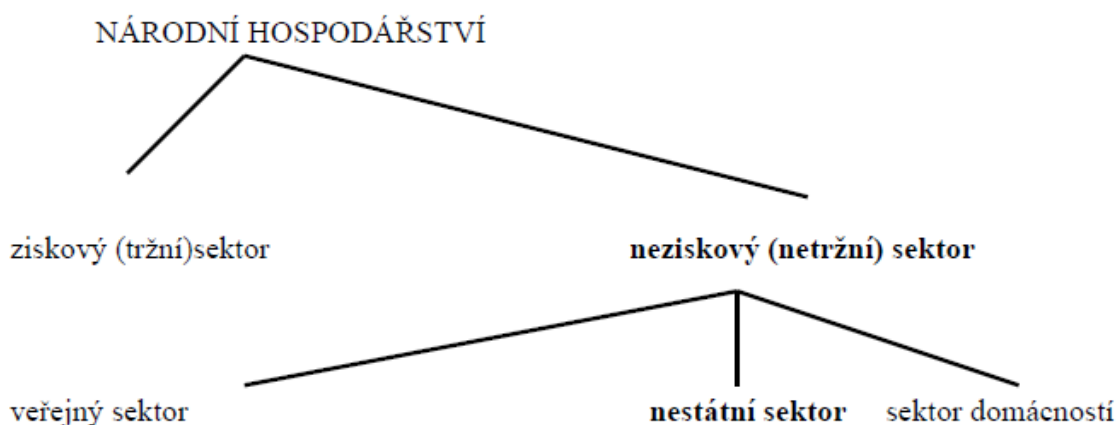 NÁRODNÍ HOSPODÁŘSTVÍ
ziskový (tržní)sektor neziskový (netržní) sektor
veřejný sektor nestátní sektor sektor domácností